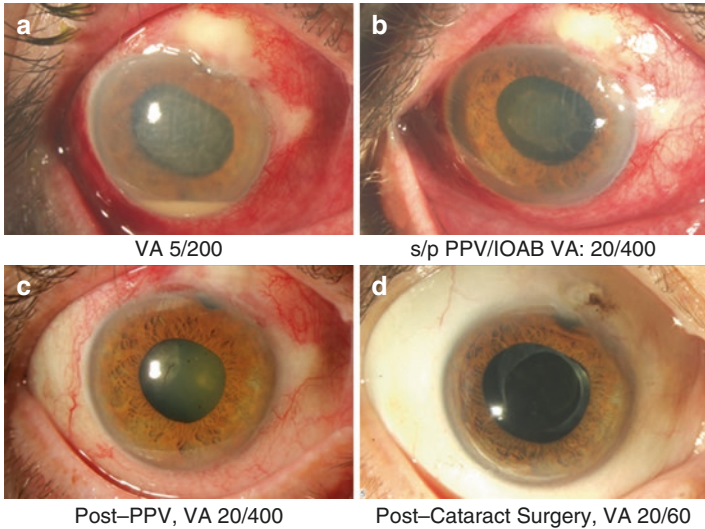 a
b
VA 5/200
s/p PPV/IOAB VA: 20/400
c
d
Post–PPV, VA 20/400
Post–Cataract Surgery, VA 20/60